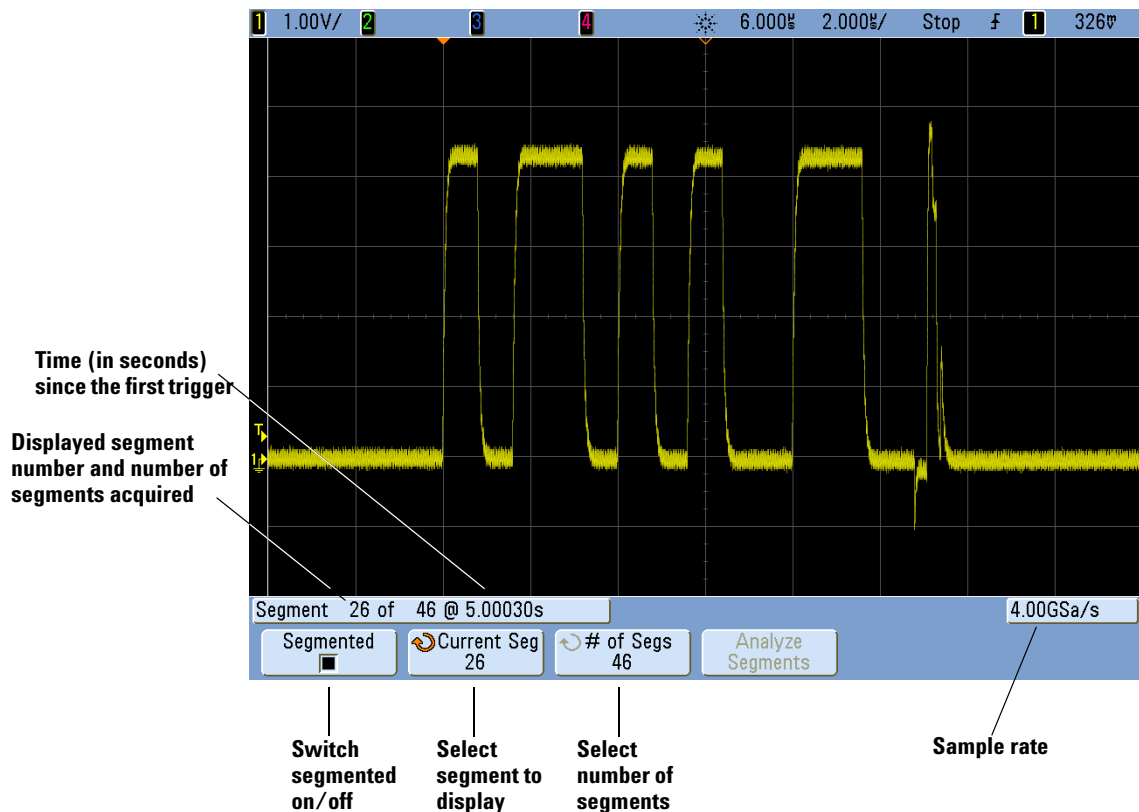 1 1.00V/ 2 3 4 6.000µs 2.000µs/ Stop 1 326mV
T
1
Time (in seconds)
since the first trigger
Displayed segment
number and number of
segments acquired
Segment 26 of 46 @ 5.00030s
4.00GSa/s
Segmented
Current Seg
26
# of Segs
46
Analyze
Segments
Switch
segmented
on/off
Select
segment to
display
Select
number of
segments
Sample rate